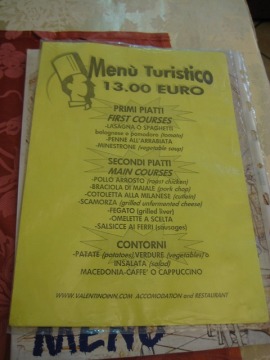 Menù Turistico
13.00 EURO
PRIMI PIATTI
FIRST COURSES
-LASAGNA O SPAGHETTI
bolognese o pomodoro (tomato)
-PENNE ALL'ARRABIATA
-MINESTRONE (vegetable soup)
SECONDI PIATTI
MAIN COURSES
-POLLO ARROSTO (roast chicken)
-BRACIOLA DI MAIALE (pork chop)
-COTOLETTA ALLA MILANESE (cutlets)
-SCAMORZA (grilled unfermented cheese)
-FEGATO (grilled liver)
-OMELETTE A SCELTA
-SALSICCE AI FERRI (sausages)
CONTORNI
-PATATE (potatoes), VERDURE (vegetables) o
INSALATA (salad)
MACEDONIA-CAFFE' O CAPPUCCINO
WWW.VALENTINOINN.COM, ACCOMODATION and RESTAURANT
MENU